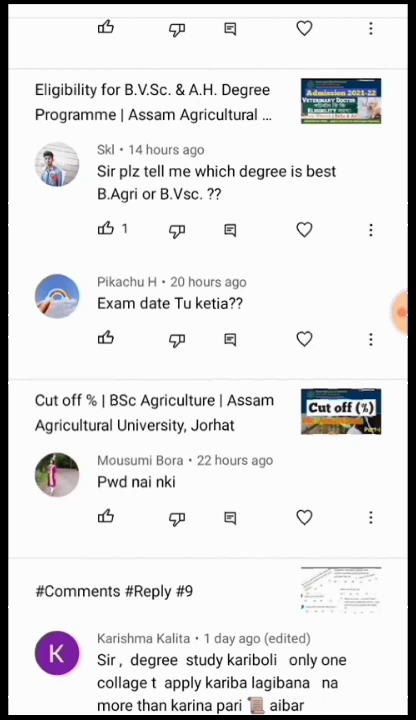 Eligibility for B.V.Sc. & A.H. Degree
Programme | Assam Agricultural ...
Admission 2021-22
VETERINARY DOCTOR
Skl • 14 hours ago
Sir plz tell me which degree is best
B.Agri or B.Vsc. ??
1
Pikachu H • 20 hours ago
Exam date Tu ketia??
Cut off % | BSc Agriculture | Assam
Agricultural University, Jorhat
Cut off (%)
Mousumi Bora • 22 hours ago
Pwd nai nki
#Comments #Reply #9
K
Karishma Kalita • 1 day ago (edited)
Sir , degree study kariboli only one
collage t apply kariba lagibana na
more than karina pari 📜 aibar